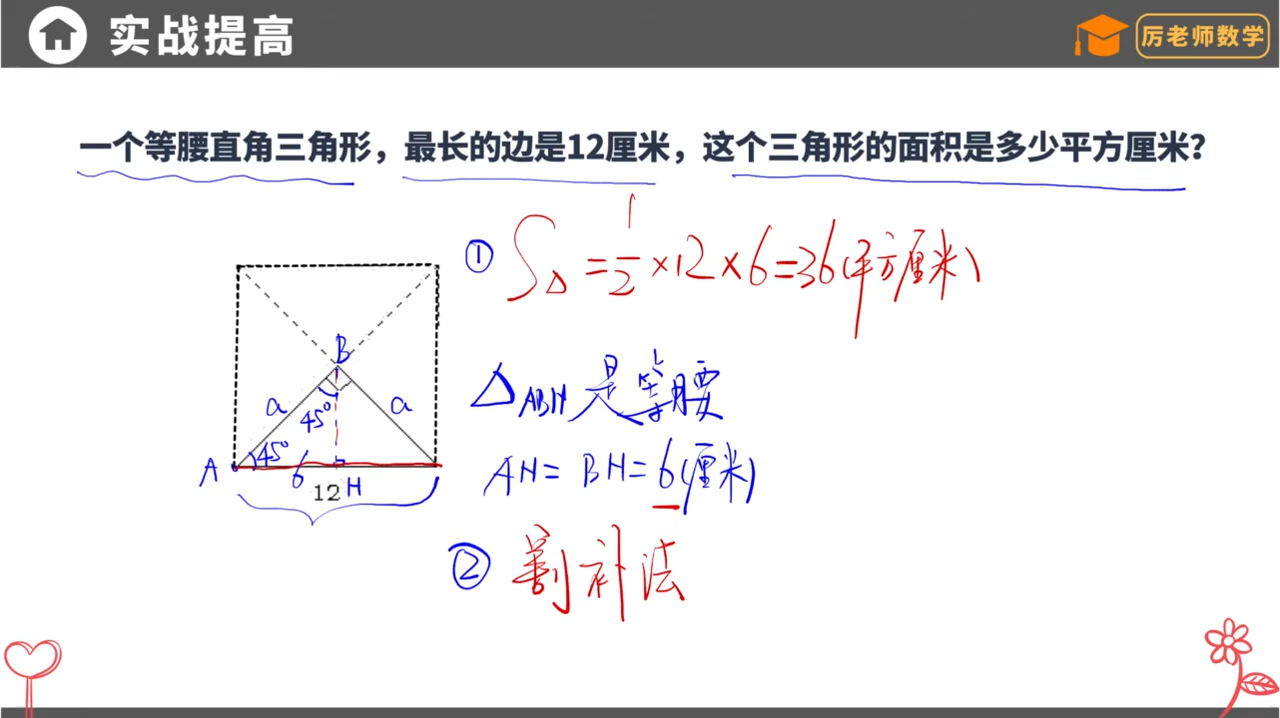 实战提高
厉老师数学
一个等腰直角三角形，最长的边是12厘米，这个三角形的面积是多少平方厘米？
① S△=1/2×12×6=36(平方厘米)
B
a
a
45°
45°
A
6
12
H
△ABH是等腰
AH=BH=6(厘米)
② 割补法